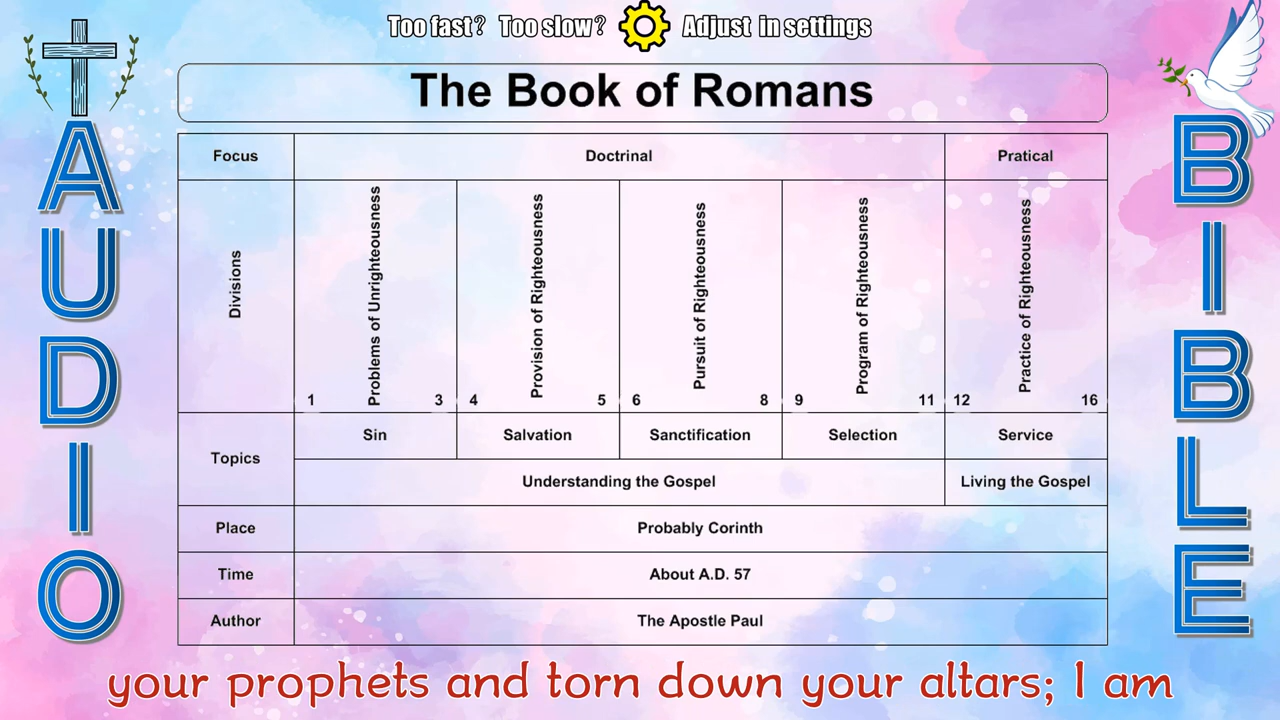 Too fast? Too slow? Adjust in settings
AUDIO
BIBLE
The Book of Romans
Focus Doctrinal Pratical
Divisions
Problems of Unrighteousness
Provision of Righteousness
Pursuit of Righteousness
Program of Righteousness
Practice of Righteousness
1 3 4 5 6 8 9 11 12 16
Topics
Sin Salvation Sanctification Selection Service
Understanding the Gospel Living the Gospel
Place Probably Corinth
Time About A.D. 57
Author The Apostle Paul
your prophets and torn down your altars; I am